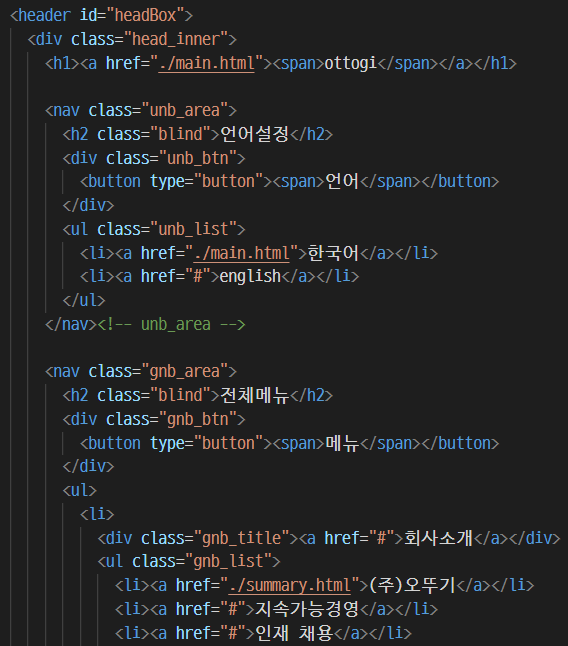 <header id="headBox">
<div class="head_inner">
<h1><a href="./main.html"><span>ottogi</span></a></h1>
<nav class="unb_area">
<h2 class="blind">언어설정</h2>
<div class="unb_btn">
<button type="button"><span>언어</span></button>
</div>
<ul class="unb_list">
<li><a href="./main.html">한국어</a></li>
<li><a href="#">english</a></li>
</ul>
</nav><!-- unb_area -->
<nav class="gnb_area">
<h2 class="blind">전체메뉴</h2>
<div class="gnb_btn">
<button type="button"><span>메뉴</span></button>
</div>
<ul>
<li>
<div class="gnb_title"><a href="#">회사소개</a></div>
<ul class="gnb_list">
<li><a href="./summary.html">(주)오뚜기</a></li>
<li><a href="#">지속가능경영</a></li>
<li><a href="#">인재 채용</a></li>